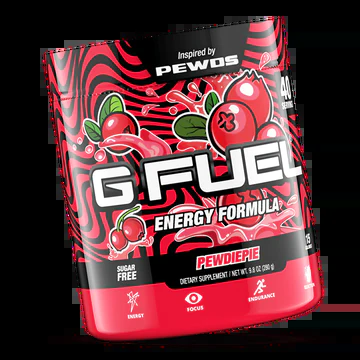 Inspired by
PEWDS
40
SERVING
G FUEL
ENERGY FORMULA
PEWDIEPIE
SUGAR
FREE
DIETARY SUPPLEMENT / NET WT. 9.8 OZ (280 g)
ENERGY
FOCUS
ENDURANCE